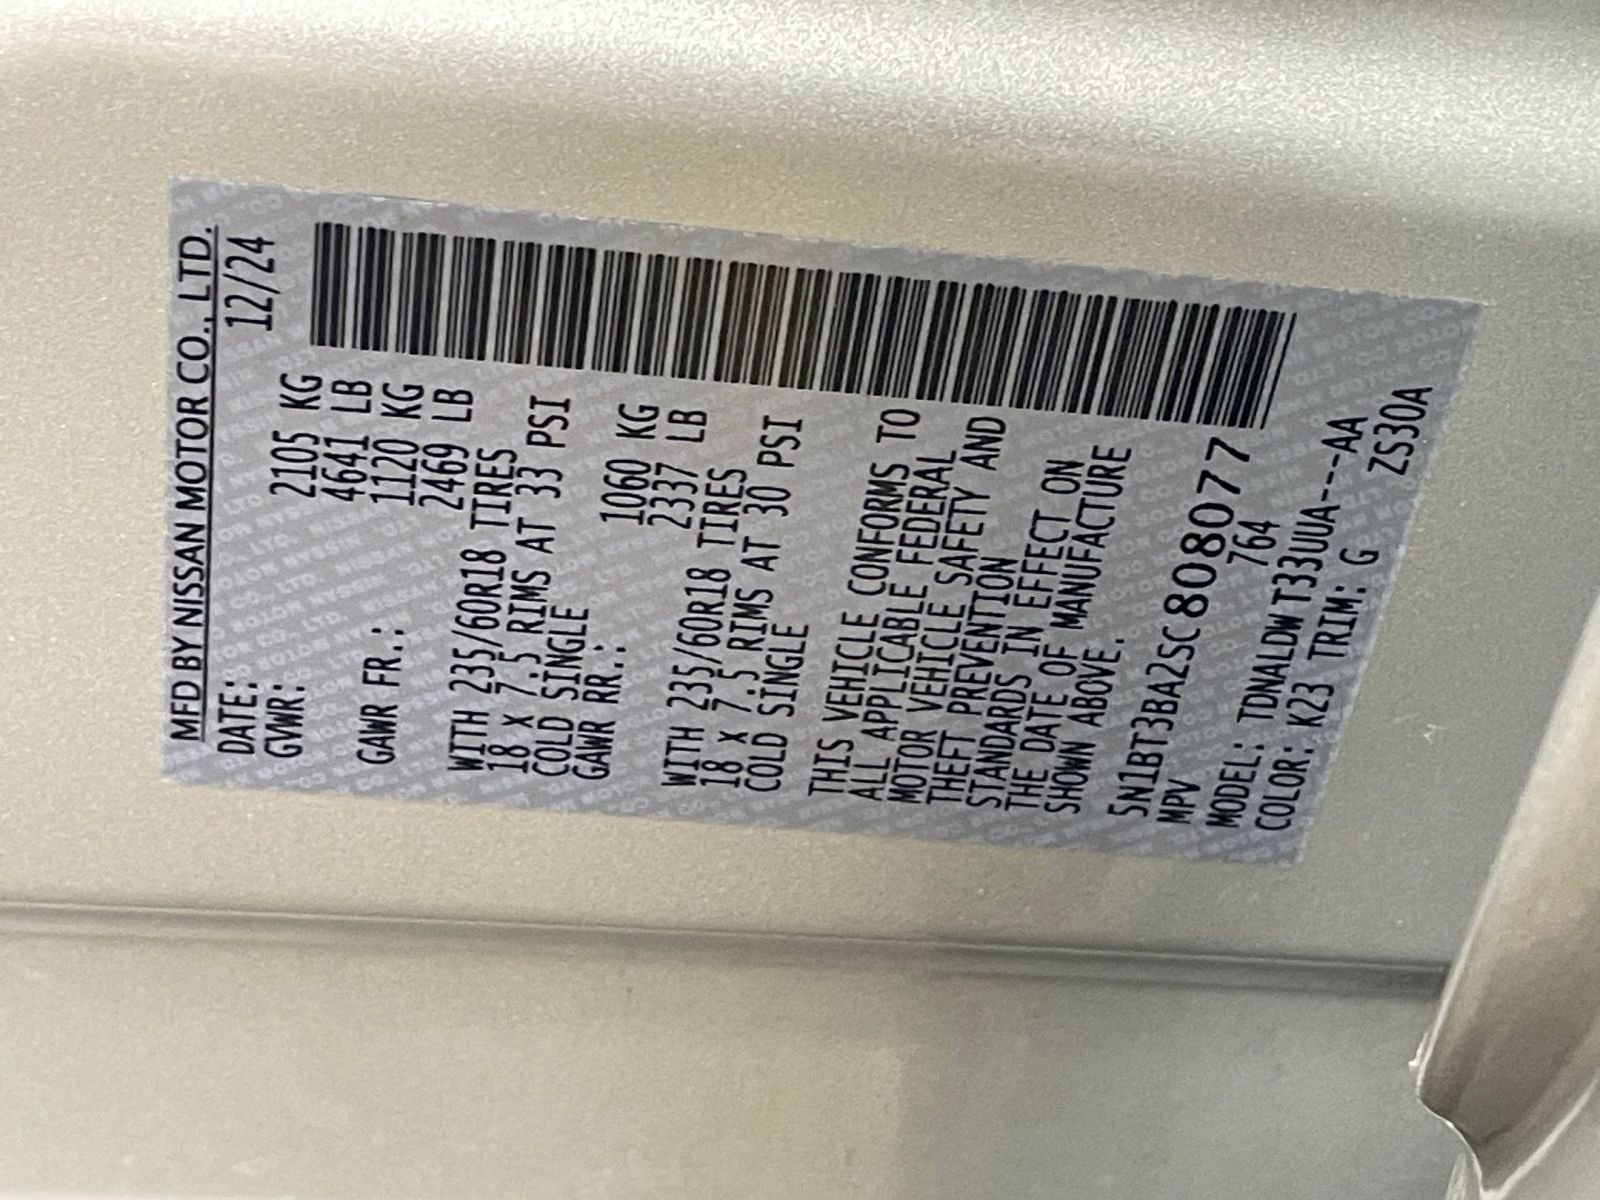 MFD BY NISSAN MOTOR CO., LTD.
DATE: 12/24
GVWR: 2105 KG
4641 LB
GAWR FR.: 1120 KG
2469 LB
WITH 235/60R18 TIRES
18 X 7.5 RIMS AT 33 PSI
COLD SINGLE
GAWR RR.: 1060 KG
2337 LB
WITH 235/60R18 TIRES
18 X 7.5 RIMS AT 30 PSI
COLD SINGLE
THIS VEHICLE CONFORMS TO
ALL APPLICABLE FEDERAL
MOTOR VEHICLE SAFETY AND
THEFT PREVENTION
STANDARDS IN EFFECT ON
THE DATE OF MANUFACTURE
SHOWN ABOVE.
5N1BT3BA2SC808077
MPV 764
MODEL: TDNALDWT33UUA---AA
COLOR: K23 TRIM: G ZS30A